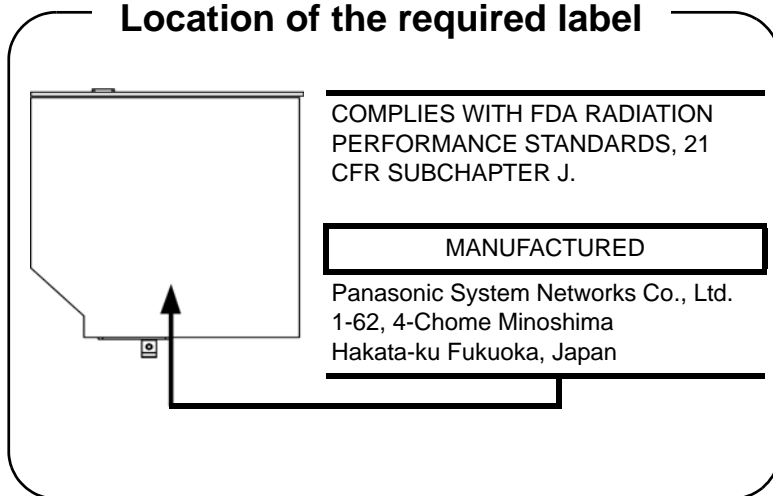 Location of the required label
COMPLIES WITH FDA RADIATION
PERFORMANCE STANDARDS, 21
CFR SUBCHAPTER J.
MANUFACTURED
Panasonic System Networks Co., Ltd.
1-62, 4-Chome Minoshima
Hakata-ku Fukuoka, Japan